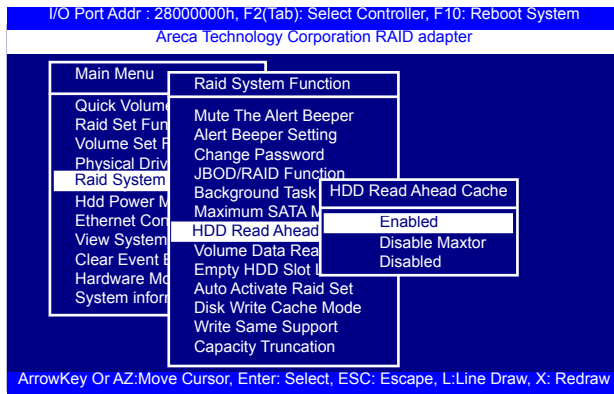 I/O Port Addr : 28000000h, F2(Tab): Select Controller, F10: Reboot System
Areca Technology Corporation RAID adapter
Main Menu
Quick Volume
Raid Set Fun
Volume Set F
Physical Driv
Raid System
Hdd Power M
Ethernet Con
View System
Clear Event B
Hardware Mo
System inforr
Raid System Function
Mute The Alert Beeper
Alert Beeper Setting
Change Password
JBOD/RAID Function
Background Task
Maximum SATA M
HDD Read Ahead
Volume Data Rea
Empty HDD Slot L
Auto Activate Raid Set
Disk Write Cache Mode
Write Same Support
Capacity Truncation
HDD Read Ahead Cache
Enabled
Disable Maxtor
Disabled
ArrowKey Or AZ:Move Cursor, Enter: Select, ESC: Escape, L:Line Draw, X: Redraw